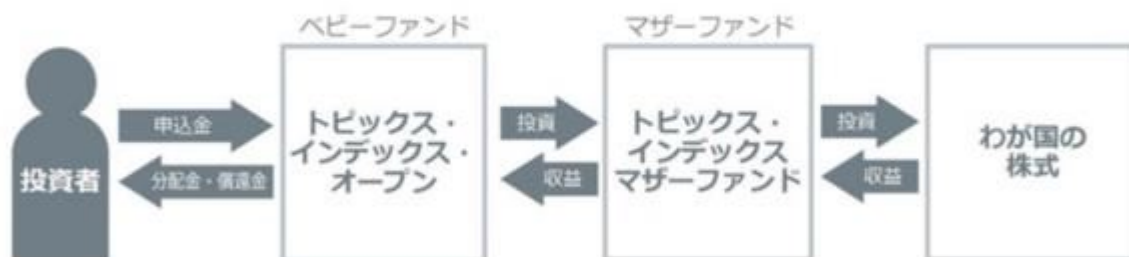 ベビーファンド
マザーファンド
投資者
申込金
分配金・償還金
トピックス・
インデックス・
オープン
投資
収益
トピックス・
インデックス
マザーファンド
投資
収益
わが国の
株式